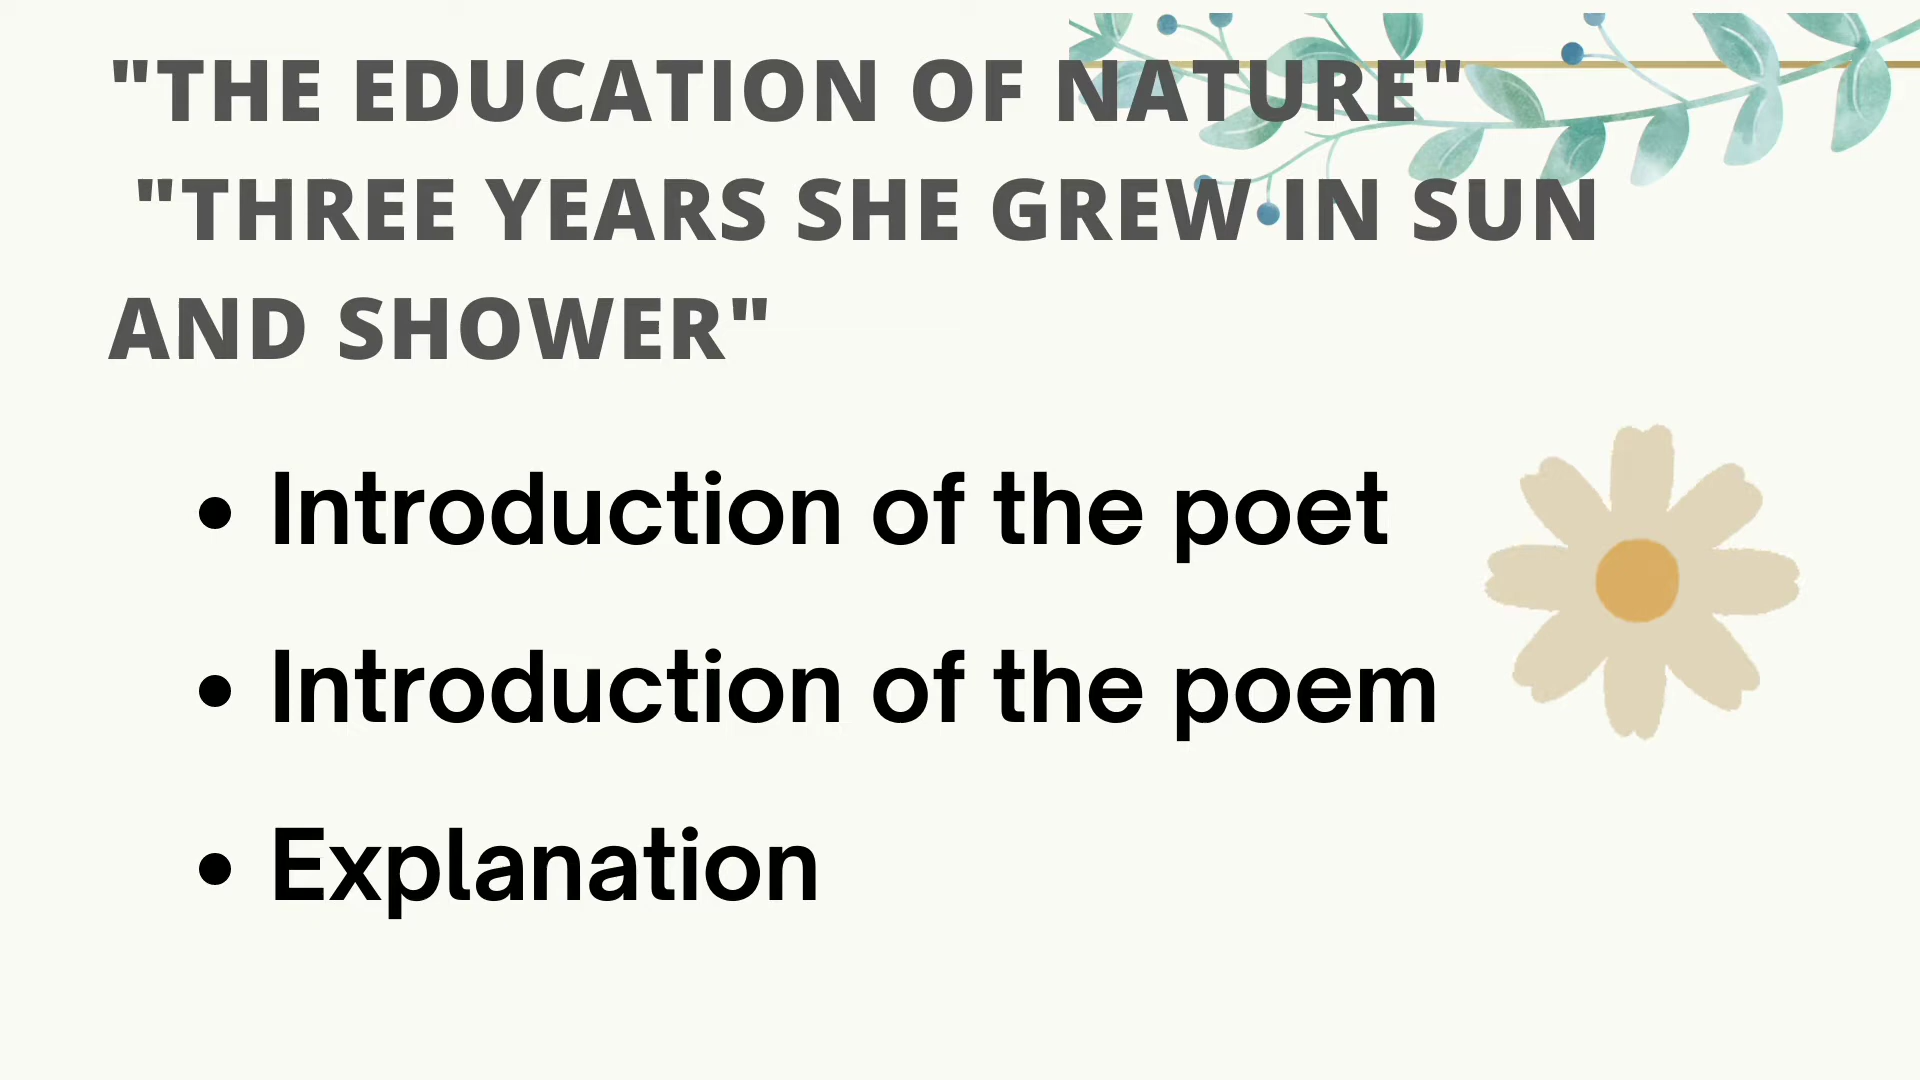 "THE EDUCATION OF NATURE"
"THREE YEARS SHE GREW IN SUN
AND SHOWER"
• Introduction of the poet
• Introduction of the poem
• Explanation